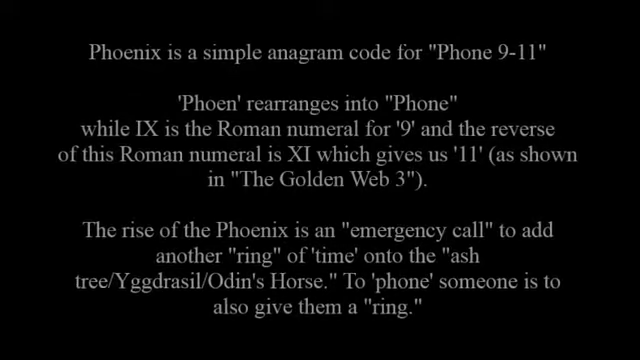 Phoenix is a simple anagram code for "Phone 9-11"
'Phoen' rearranges into "Phone"
while IX is the Roman numeral for '9' and the reverse
of this Roman numeral is XI which gives us '11' (as shown
in "The Golden Web 3").
The rise of the Phoenix is an "emergency call" to add
another "ring" of 'time' onto the "ash
tree/Yggdrasil/Odin's Horse." To 'phone' someone is to
also give them a "ring."